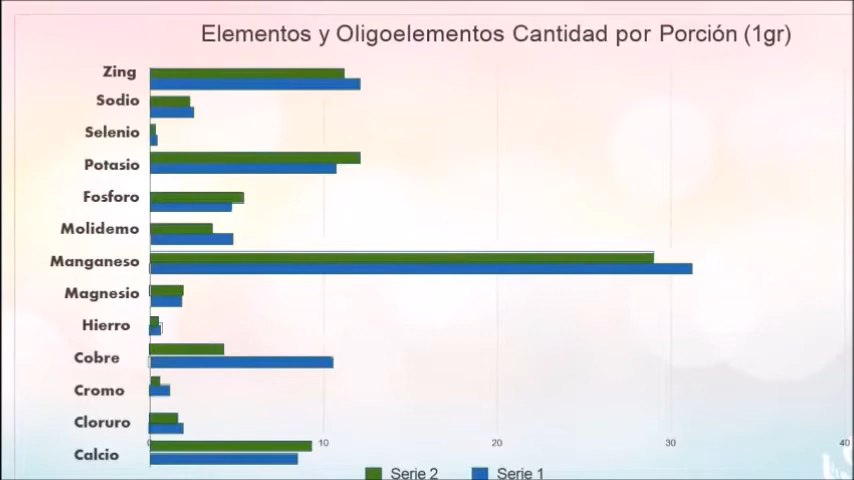 Elementos y Oligoelementos Cantidad por Porción (1gr)
Zing
Sodio
Selenio
Potasio
Fosforo
Molidemo
Manganeso
Magnesio
Hierro
Cobre
Cromo
Cloruro
Calcio
0 10 20 30 40
Serie 2 Serie 1